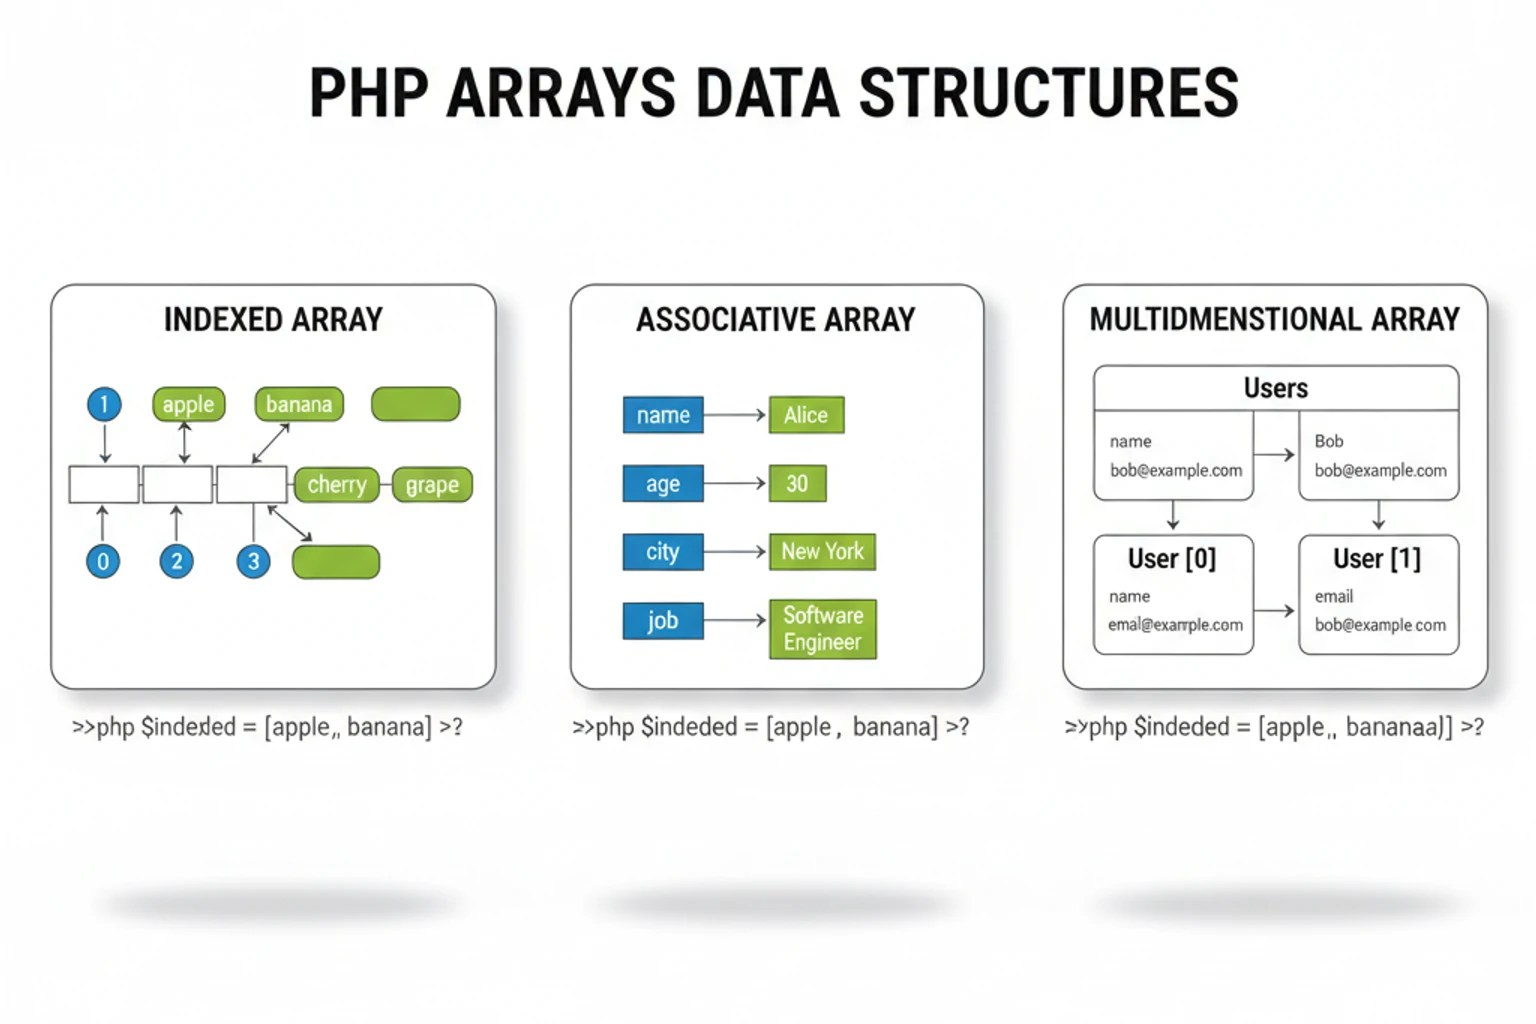 PHP ARRAYS DATA STRUCTURES
INDEXED ARRAY
1
apple
banana
cherry
grape
0
2
3
>>php $indexled = [apple,, banana] >?
ASSOCIATIVE ARRAY
name
Alice
age
30
city
New York
job
Software
Engineer
>>php $indeded = [apple , banana] >?
MULTIDMENSTIONAL ARRAY
Users
name
bob@example.com
Bob
bob@example.com
User [0]
name
emal@example.com
User [1]
email
bob@example.com
>>php $indeded = [apple,, bananaa)] >?